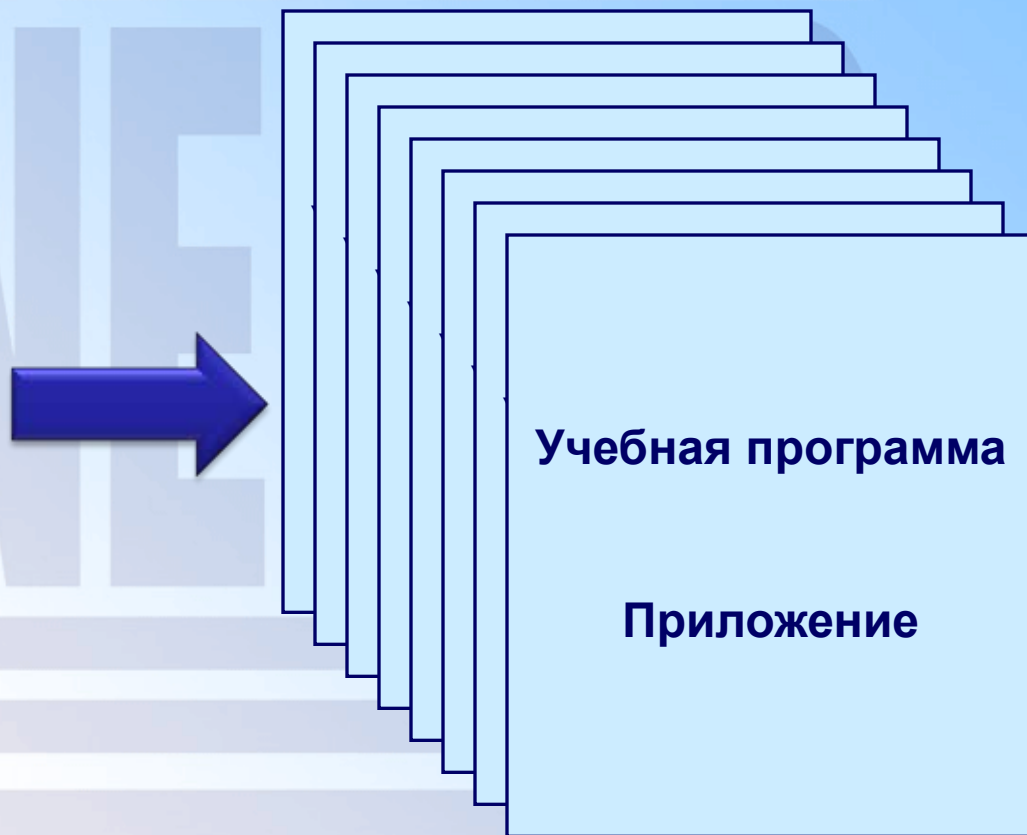 Учебная программа
Приложение